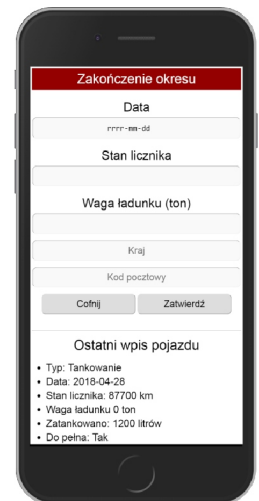 Zakończenie okresu
Data
rrrr-mm-dd
Stan licznika
Waga ładunku (ton)
Kraj
Kod pocztowy
Cofnij Zatwierdź
Ostatni wpis pojazdu
• Typ: Tankowanie
• Data: 2018-04-28
• Stan licznika: 87700 km
• Waga ładunku 0 ton
• Zatankowano: 1200 litrów
• Do pełna: Tak